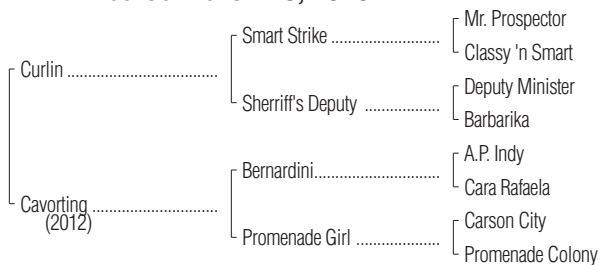 Mr. Prospector
Smart Strike ........................
Classy 'n Smart
Curlin .................................
Deputy Minister
Sherriff's Deputy ................
Barbarika
A.P. Indy
Bernardini...........................
Cara Rafaela
Cavorting ...........................
(2012)
Carson City
Promenade Girl ..................
Promenade Colony